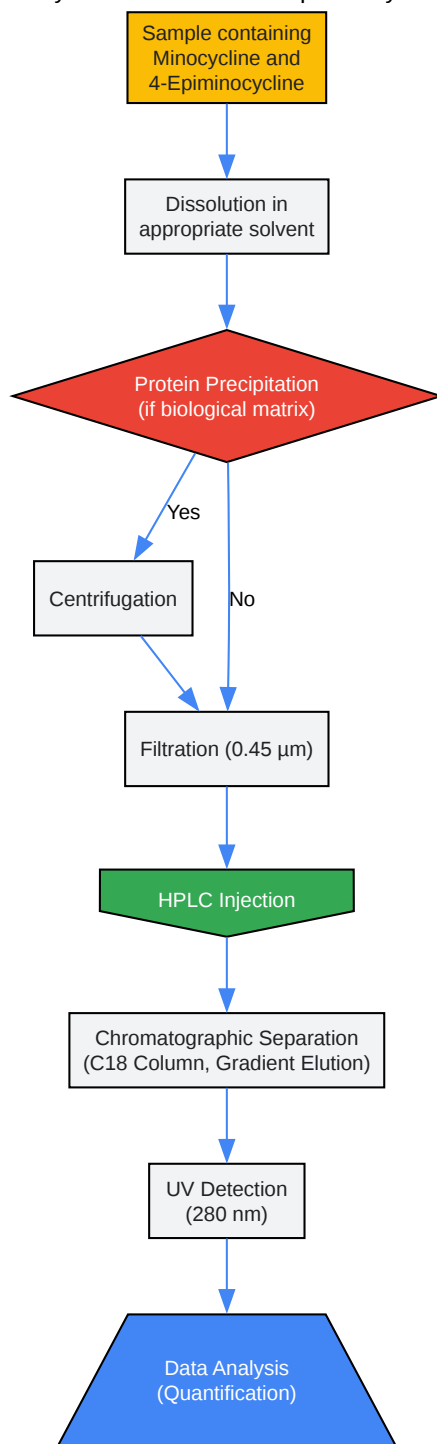 Sample containing
Minocycline and
4-Epiminocycline
Dissolution in
appropriate solvent
Protein Precipitation
(if biological matrix)
Yes
Centrifugation
No
Filtration (0.45 µm)
HPLC Injection
Chromatographic Separation
(C18 Column, Gradient Elution)
UV Detection
(280 nm)
Data Analysis
(Quantification)